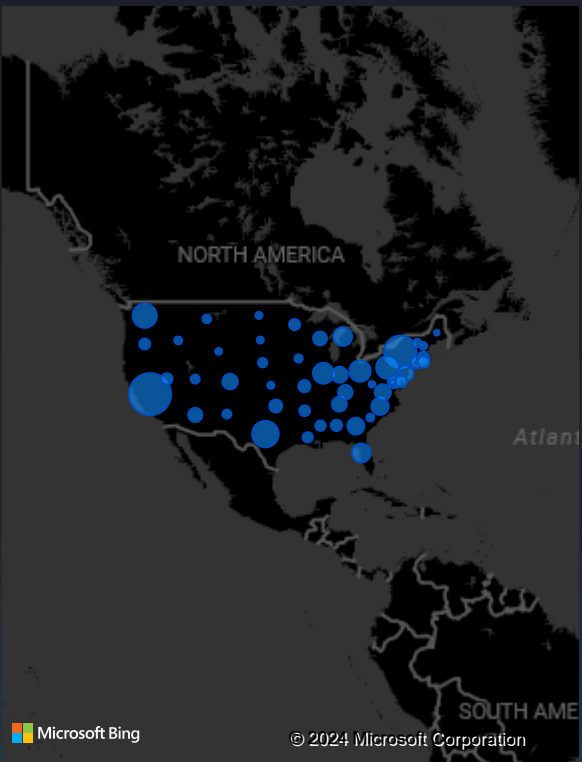 NORTH AMERICA
Atlant
SOUTH AME
Microsoft Bing
© 2024 Microsoft Corporation